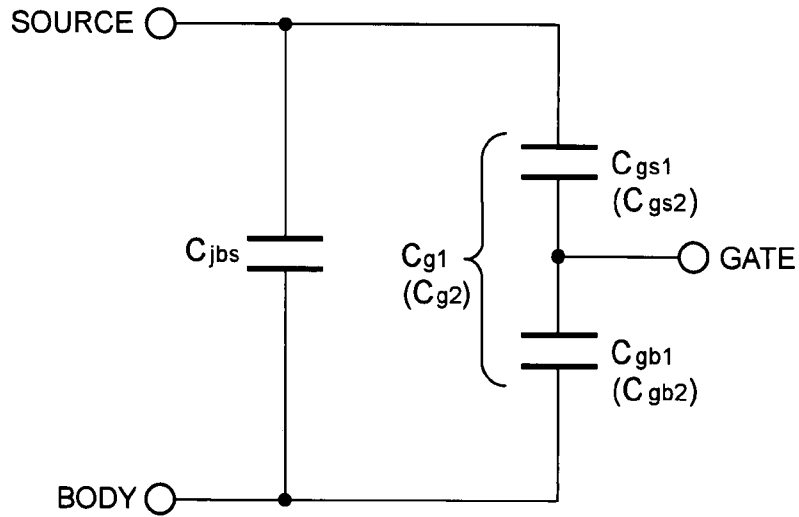 SOURCE
Cgs1
(Cgs2)
Cjbs
Cg1
(Cg2)
GATE
Cgb1
(Cgb2)
BODY